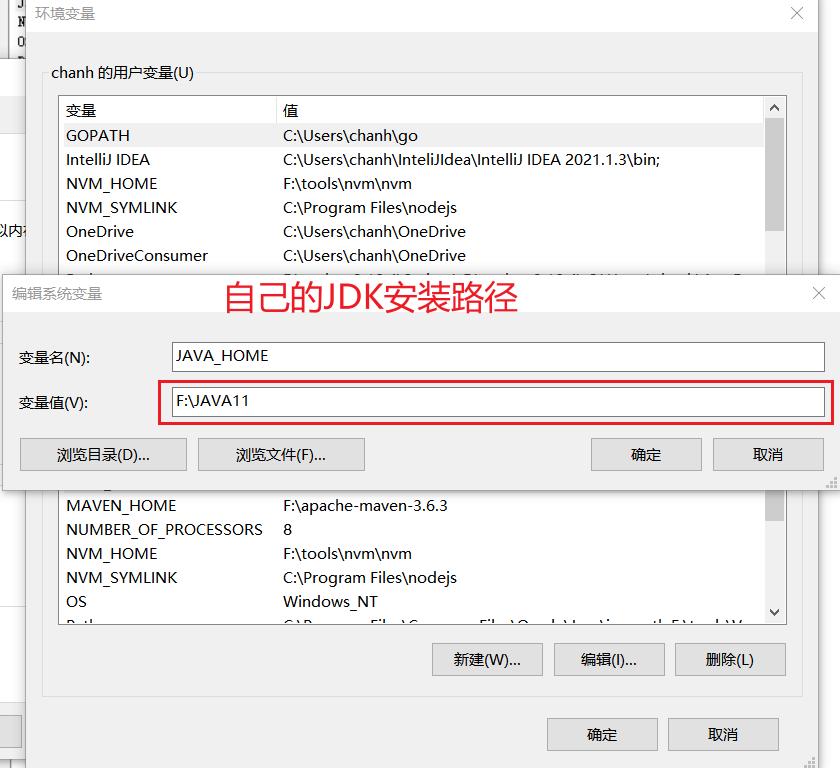 环境变量
chanh 的用户变量(U)
变量 值
GOPATH C:\Users\chanh\go
IntelliJ IDEA C:\Users\chanh\InteliJIdea\IntelliJ IDEA 2021.1.3\bin;
NVM_HOME F:\tools\nvm\nvm
NVM_SYMLINK C:\Program Files\nodejs
OneDrive C:\Users\chanh\OneDrive
OneDriveConsumer C:\Users\chanh\OneDrive
编辑系统变量
自己的JDK安装路径
变量名(N): JAVA_HOME
变量值(V): F:\JAVA11
浏览目录(D)... 浏览文件(F)... 确定 取消
MAVEN_HOME F:\apache-maven-3.6.3
NUMBER_OF_PROCESSORS 8
NVM_HOME F:\tools\nvm\nvm
NVM_SYMLINK C:\Program Files\nodejs
OS Windows_NT
新建(W)... 编辑(I)... 删除(L)
确定 取消